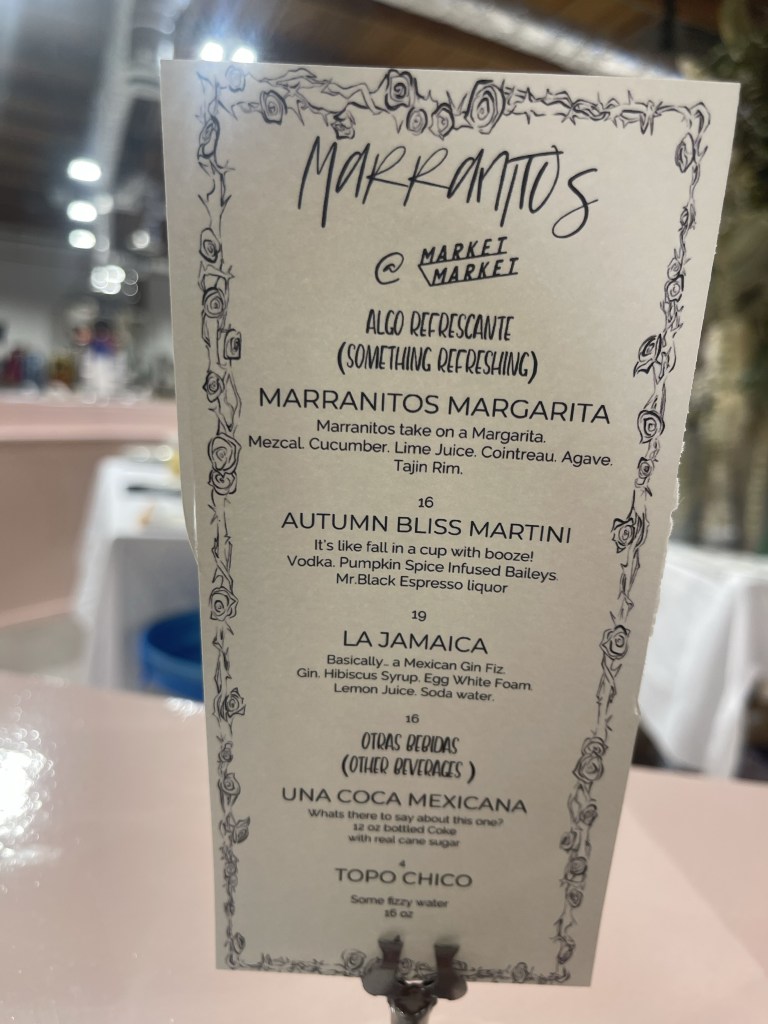 MARRANITOS
@ MARKET
MARKET
ALGO REFRESCANTE
(SOMETHING REFRESHING)
MARRANITOS MARGARITA
Marranitos take on a Margarita.
Mezcal. Cucumber. Lime Juice. Cointreau. Agave.
Tajin Rim.
16
AUTUMN BLISS MARTINI
It's like fall in a cup with booze!
Vodka. Pumpkin Spice Infused Baileys.
Mr.Black Espresso liquor
19
LA JAMAICA
Basically.. a Mexican Gin Fiz.
Gin. Hibiscus Syrup. Egg White Foam.
Lemon Juice. Soda water.
16
OTRAS BEBIDAS
(OTHER BEVERAGES )
UNA COCA MEXICANA
Whats there to say about this one?
12 oz bottled Coke
with real cane sugar
4
TOPO CHICO
Some fizzy water
16 oz